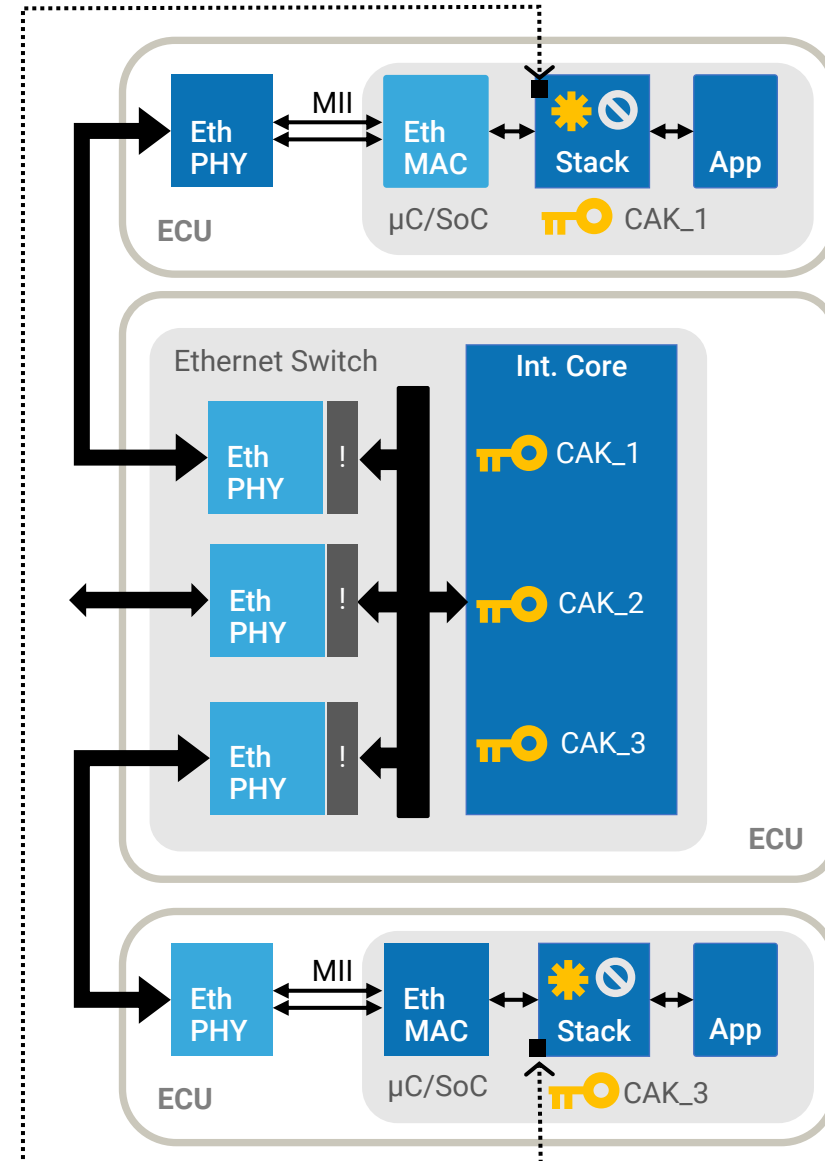 MII
Eth
PHY
Eth
MAC
Stack
App
ECU
µC/SoC
CAK_1
Ethernet Switch
Int. Core
Eth
PHY
!
CAK_1
Eth
PHY
!
CAK_2
Eth
PHY
!
CAK_3
ECU
MII
Eth
PHY
Eth
MAC
Stack
App
ECU
µC/SoC
CAK_3